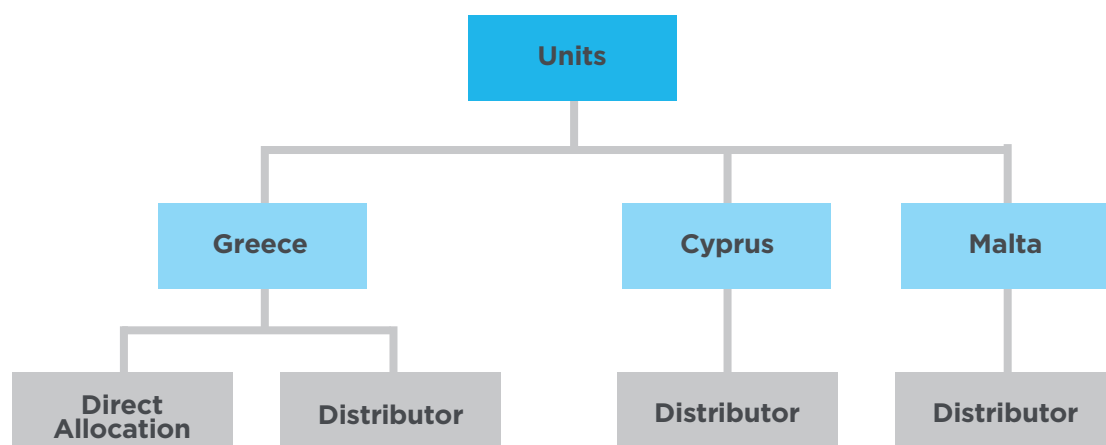 Units
Greece
Cyprus
Malta
Direct
Allocation
Distributor
Distributor
Distributor